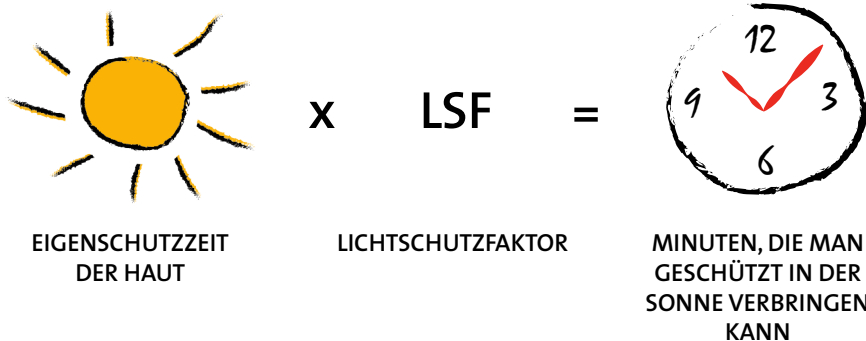 12
9
3
6
x LSF =
EIGENSCHUTZZEIT
DER HAUT
LICHTSCHUTZFAKTOR
MINUTEN, DIE MAN
GESCHÜTZT IN DER
SONNE VERBRINGEN
KANN